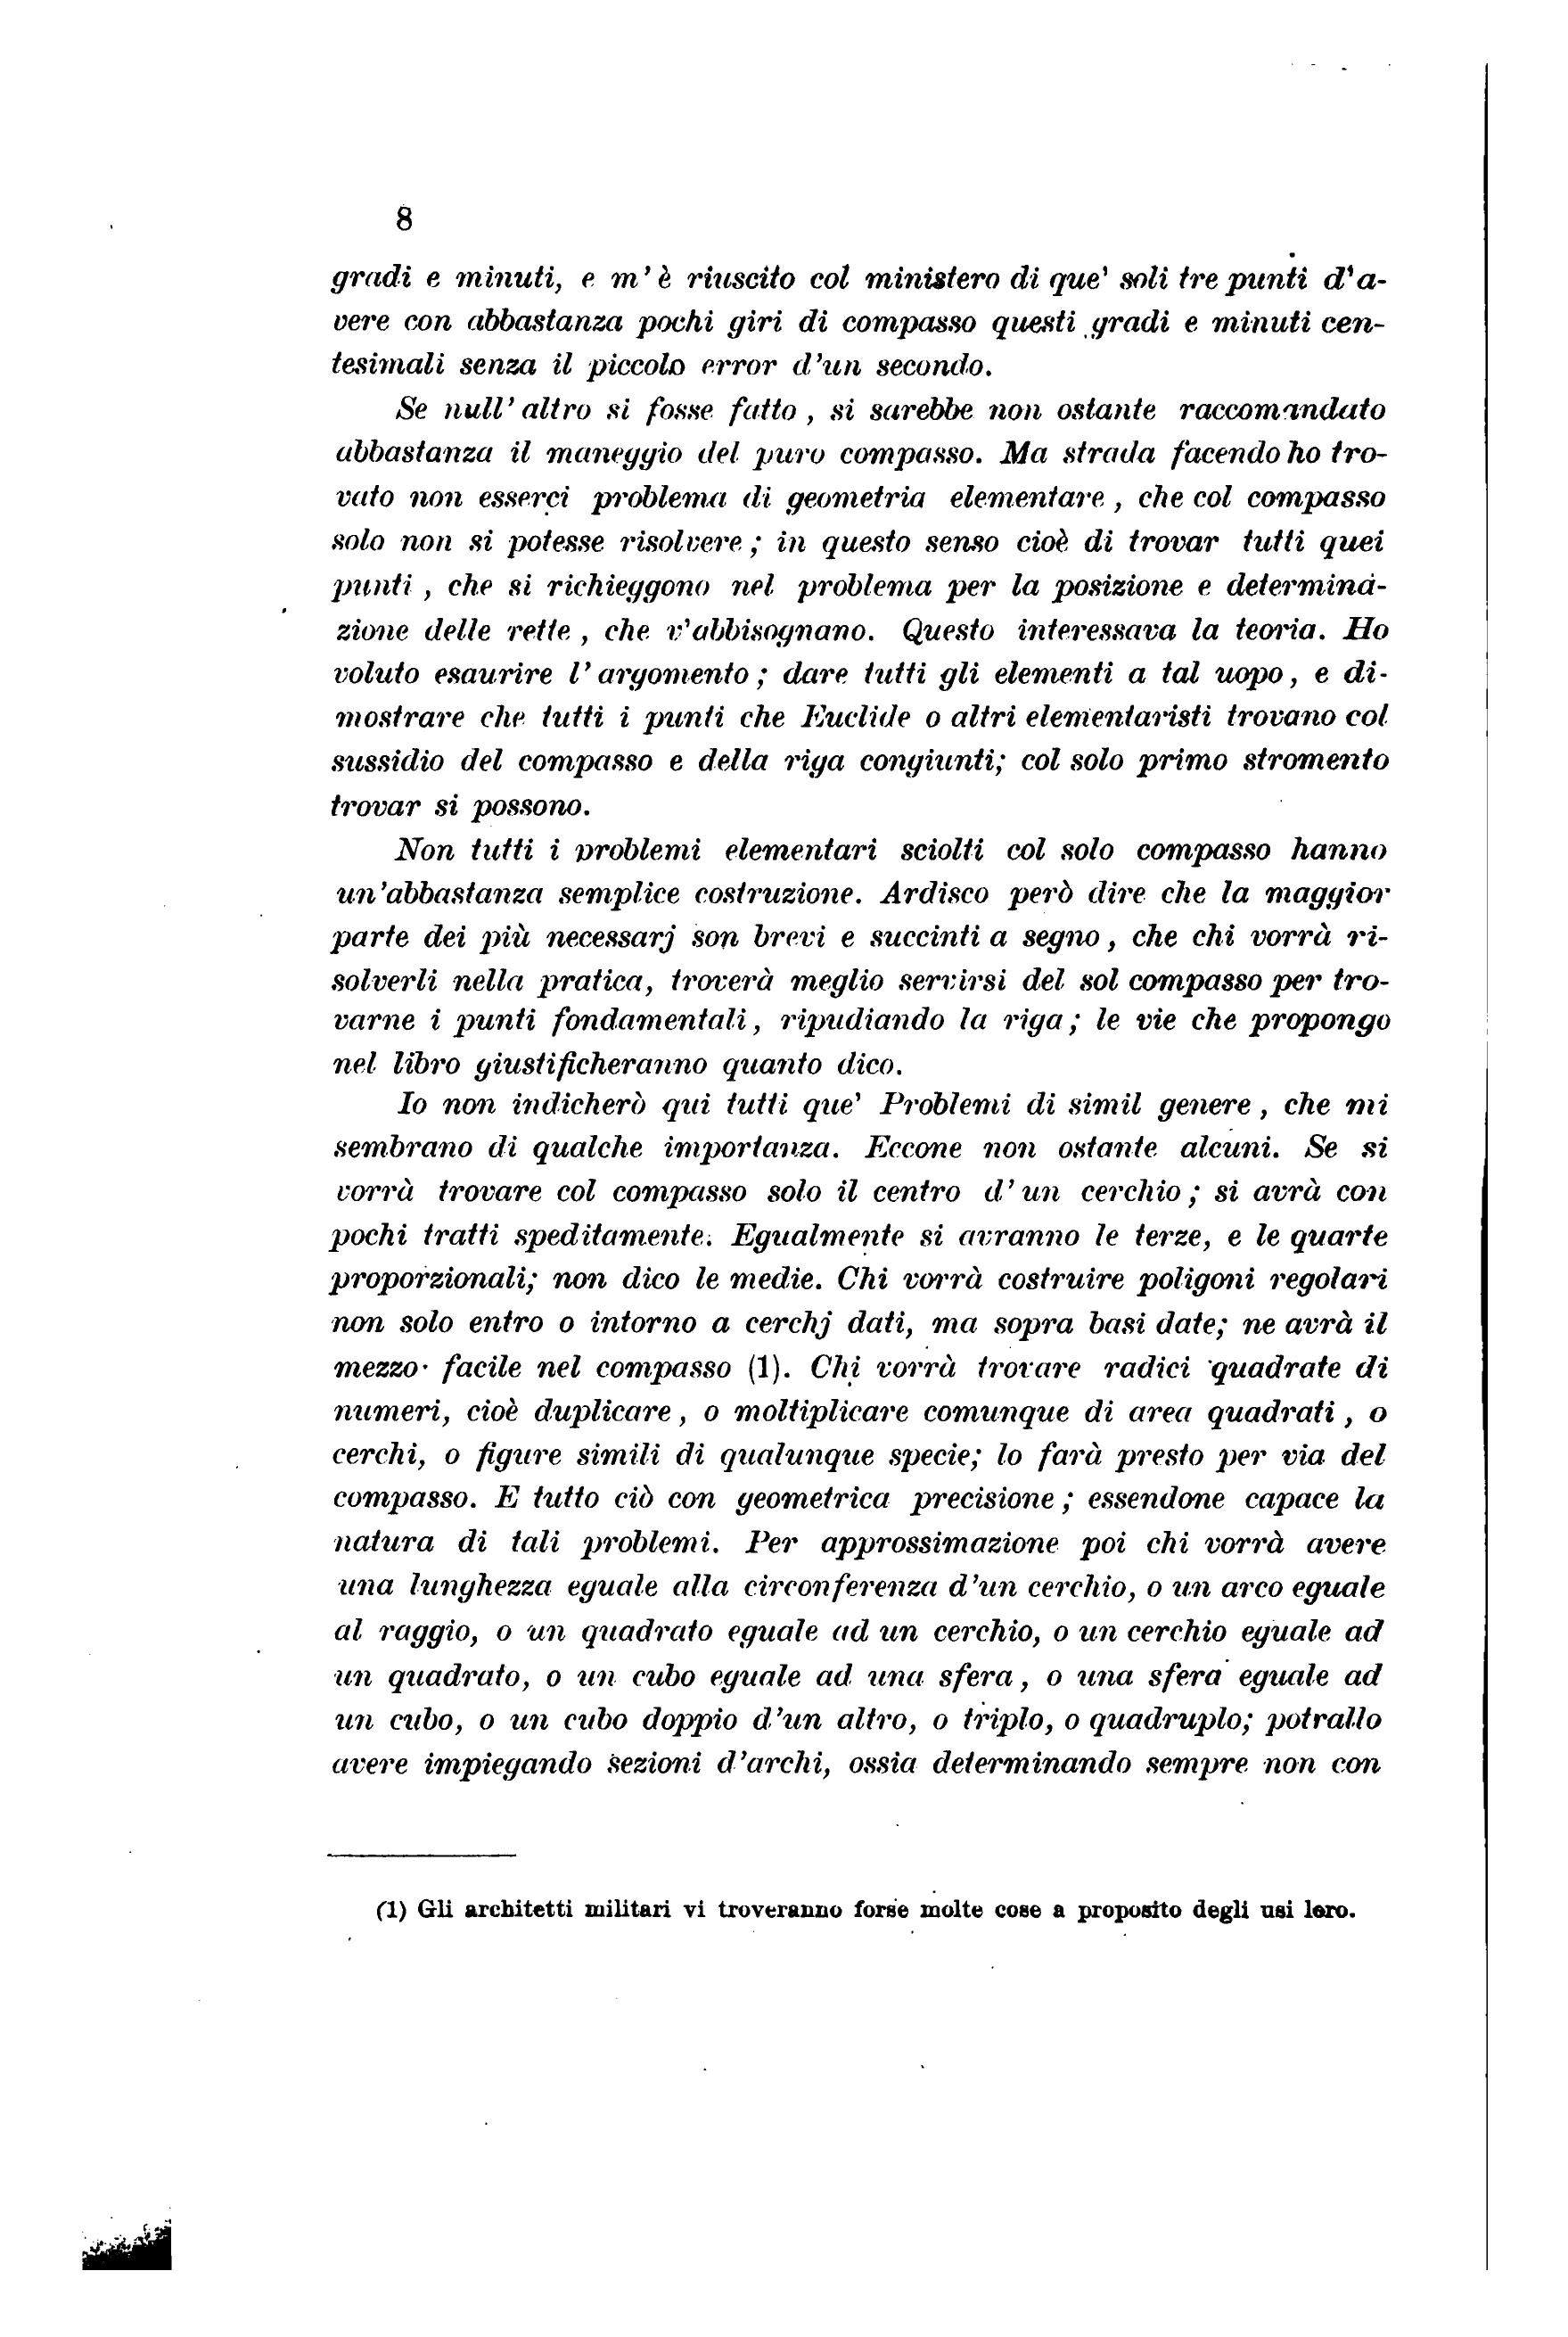 8
gradi e minuti, e m'è riuscito col ministero di que' soli tre punti d'a-
vere con abbastanza pochi giri di compasso questi gradi e minuti cen-
tesimali senza il piccolo error d'un secondo.
Se null' altro si fosse fatto , si sarebbe non ostante raccomandato
abbastanza il maneggio del puro compasso. Ma strada facendo ho tro-
vato non esserci problema di geometria elementare , che col compasso
solo non si potesse risolvere ; in questo senso cioè di trovar tutti quei
punti , che si richieggono nel problema per la posizione e determina-
zione delle rette , che v'abbisognano. Questo interessava la teoria. Ho
voluto esaurire l' argomento ; dare tutti gli elementi a tal uopo, e di-
mostrare che tutti i punti che Euclide o altri elementaristi trovano col
sussidio del compasso e della riga congiunti; col solo primo stromento
trovar si possono.
Non tutti i problemi elementari sciolti col solo compasso hanno
un'abbastanza semplice costruzione. Ardisco però dire che la maggior
parte dei più necessarj son brevi e succinti a segno , che chi vorrà ri-
solverli nella pratica, troverà meglio servirsi del sol compasso per tro-
varne i punti fondamentali, ripudiando la riga; le vie che propongo
nel libro giustificheranno quanto dico.
Io non indicherò qui tutti que' Problemi di simil genere , che mi
sembrano di qualche importanza. Eccone non ostante alcuni. Se si
vorrà trovare col compasso solo il centro d' un cerchio ; si avrà con
pochi tratti speditamente. Egualmente si avranno le terze, e le quarte
proporzionali; non dico le medie. Chi vorrà costruire poligoni regolari
non solo entro o intorno a cerchj dati, ma sopra basi date; ne avrà il
mezzo facile nel compasso (1). Chi vorrà trovare radici quadrate di
numeri, cioè duplicare , o moltiplicare comunque di area quadrati , o
cerchi, o figure simili di qualunque specie; lo farà presto per via del
compasso. E tutto ciò con geometrica precisione ; essendone capace la
natura di tali problemi. Per approssimazione poi chi vorrà avere
una lunghezza eguale alla circonferenza d'un cerchio, o un arco eguale
al raggio, o un quadrato eguale ad un cerchio, o un cerchio eguale ad
un quadrato, o un cubo eguale ad una sfera , o una sfera eguale ad
un cubo, o un cubo doppio d'un altro, o triplo, o quadruplo; potrallo
avere impiegando sezioni d'archi, ossia determinando sempre non con
(1) Gli architetti militari vi troveranno forse molte cose a proposito degli usi loro.